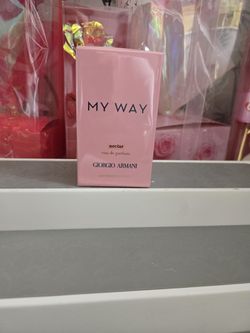 MY WAY
nectar
eau de parfum
GIORGIO ARMANI